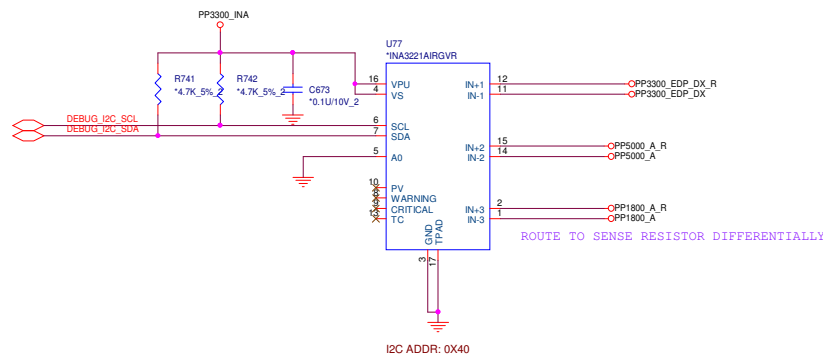 PP3300_INA
U77
*INA3221AIRGVR
R741
*4.7K_5%_2
R742
*4.7K_5%_2
C673
*0.1U/10V_2
16 VPU
4 VS
IN+1 12 PP3300_EDP_DX_R
IN-1 11 PP3300_EDP_DX
DEBUG_I2C_SCL 6 SCL
DEBUG_I2C_SDA 7 SDA
IN+2 15 PP5000_A_R
IN-2 14 PP5000_A
5 A0
10 PV
8 WARNING
9 CRITICAL
13 TC
IN+3 2 PP1800_A_R
IN-3 1 PP1800_A
GND
TPAD
3
17
ROUTE TO SENSE RESISTOR DIFFERENTIALLY
I2C ADDR: 0X40